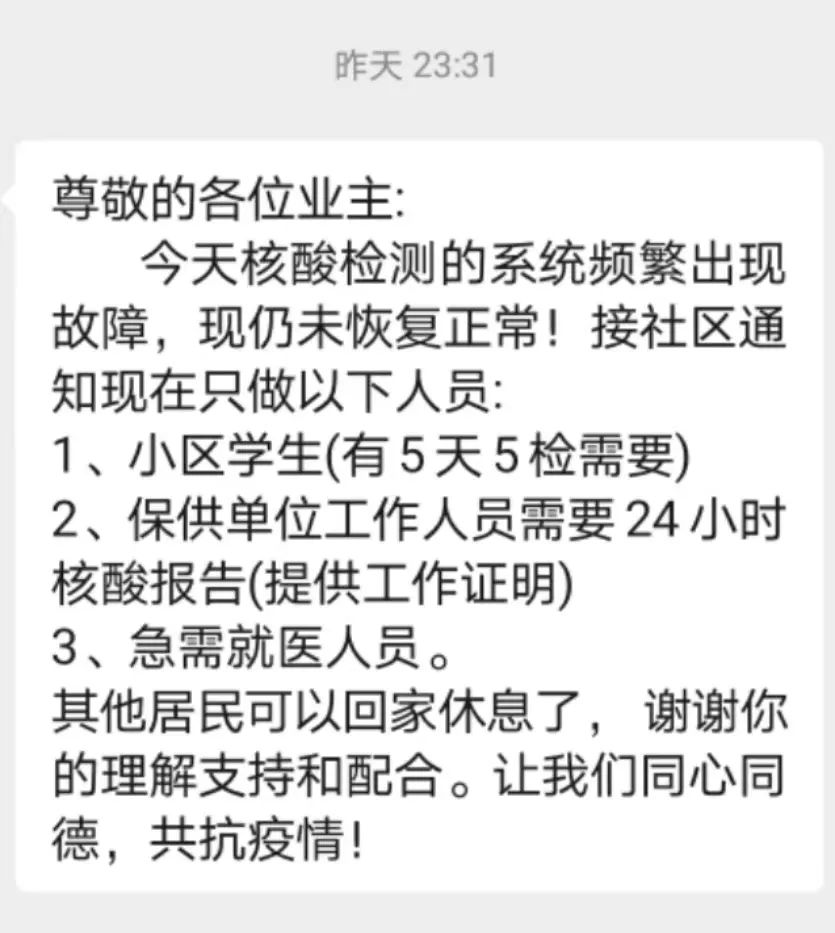 昨天 23:31
尊敬的各位业主:
今天核酸检测的系统频繁出现
故障，现仍未恢复正常！接社区通
知现在只做以下人员:
1、小区学生(有5天5检需要)
2、保供单位工作人员需要24小时
核酸报告(提供工作证明)
3、急需就医人员。
其他居民可以回家休息了， 谢谢你
的理解支持和配合。让我们同心同
德，共抗疫情！